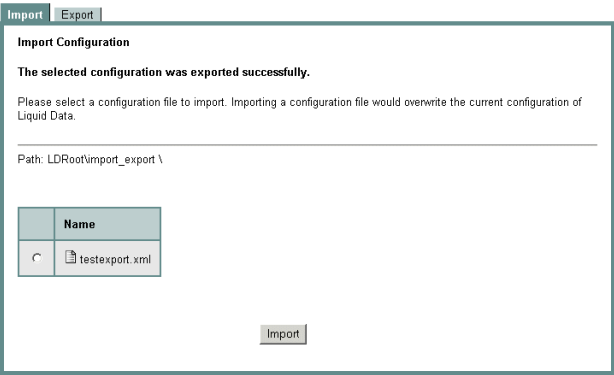 Import Export
Import Configuration
The selected configuration was exported successfully.
Please select a configuration file to import. Importing a configuration file would overwrite the current configuration of
Liquid Data.
Path: LDRoot\import_export \
Name
testexport.xml
Import